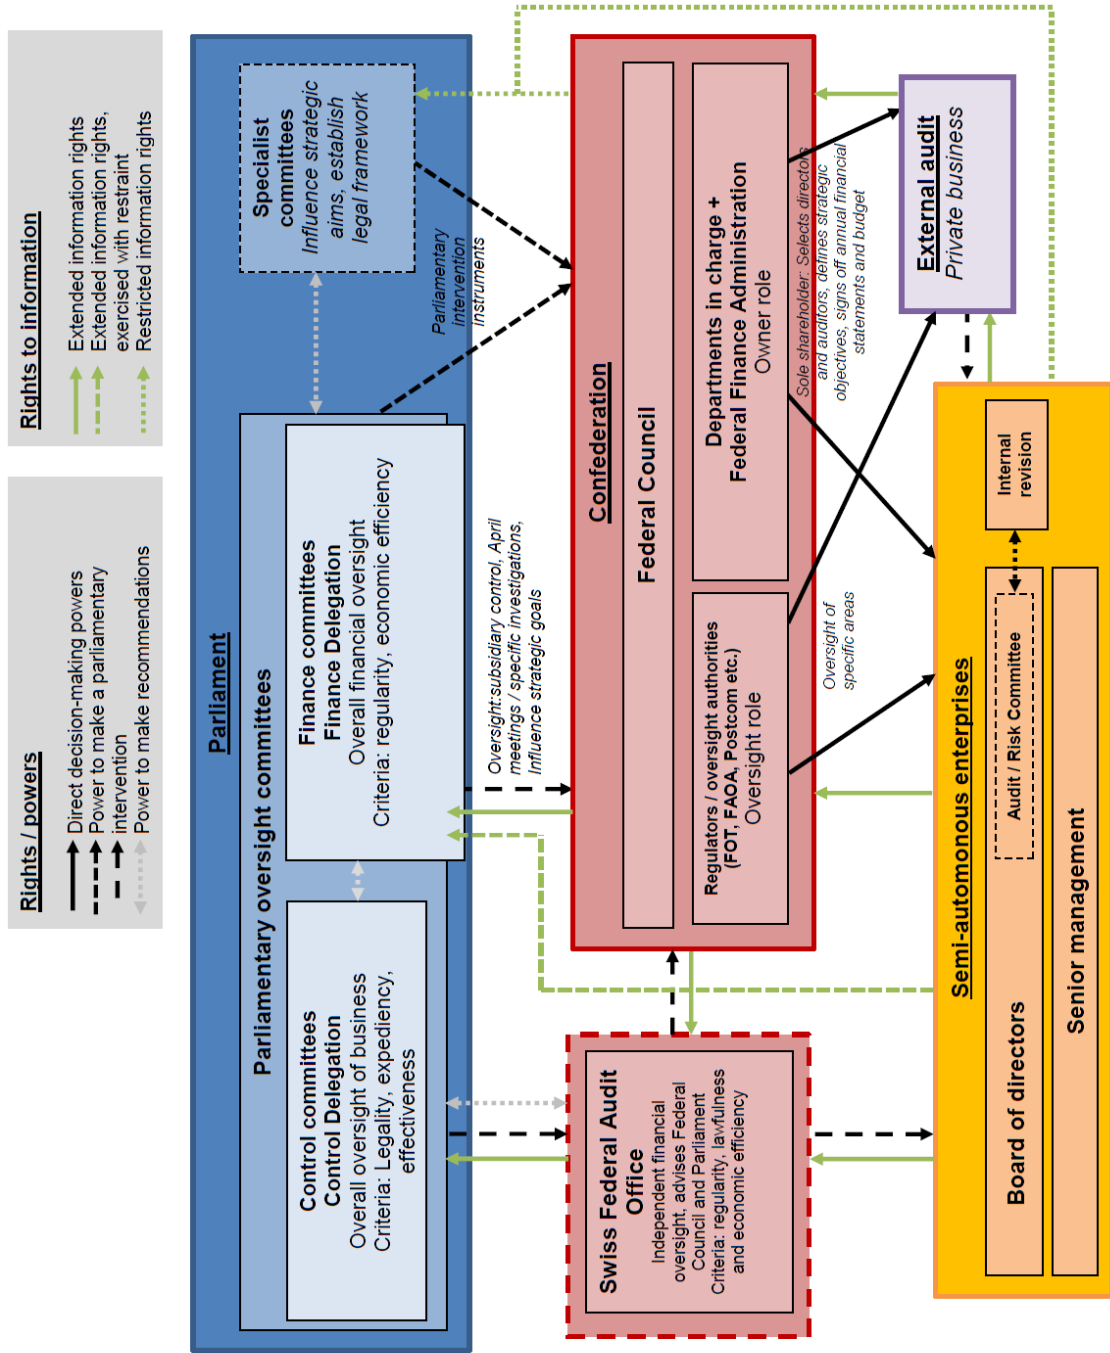 Rights / powers
Direct decision-making powers
Power to make a parliamentary
intervention
Power to make recommendations
Rights to information
Extended information rights
Extended information rights,
exercised with restraint
Restricted information rights
Parliament
Parliamentary oversight committees
Control committees
Control Delegation
Overall oversight of business
Criteria: Legality, expediency,
effectiveness
Finance committees
Finance Delegation
Overall financial oversight
Criteria: regularity, economic efficiency
Specialist
committees
Influence strategic
aims, establish
legal framework
Oversight:subsidiary control, April
meetings / specific investigations,
Influence strategic goals
Parliamentary
intervention
instruments
Swiss Federal Audit
Office
Independent financial
oversight, advises Federal
Council and Parliament
Criteria: regularity, lawfulness
and economic efficiency
Confederation
Federal Council
Regulators / oversight authorities
(FOT, FAOA, Postcom etc.)
Oversight role
Departments in charge +
Federal Finance Administration
Owner role
Oversight of
specific areas
Sole shareholder: Selects directors
and auditors, defines strategic
objectives, signs off annual financial
statements and budget
External audit
Private business
Semi-automonous enterprises
Board of directors
Audit / Risk Committee
Internal
revision
Senior management